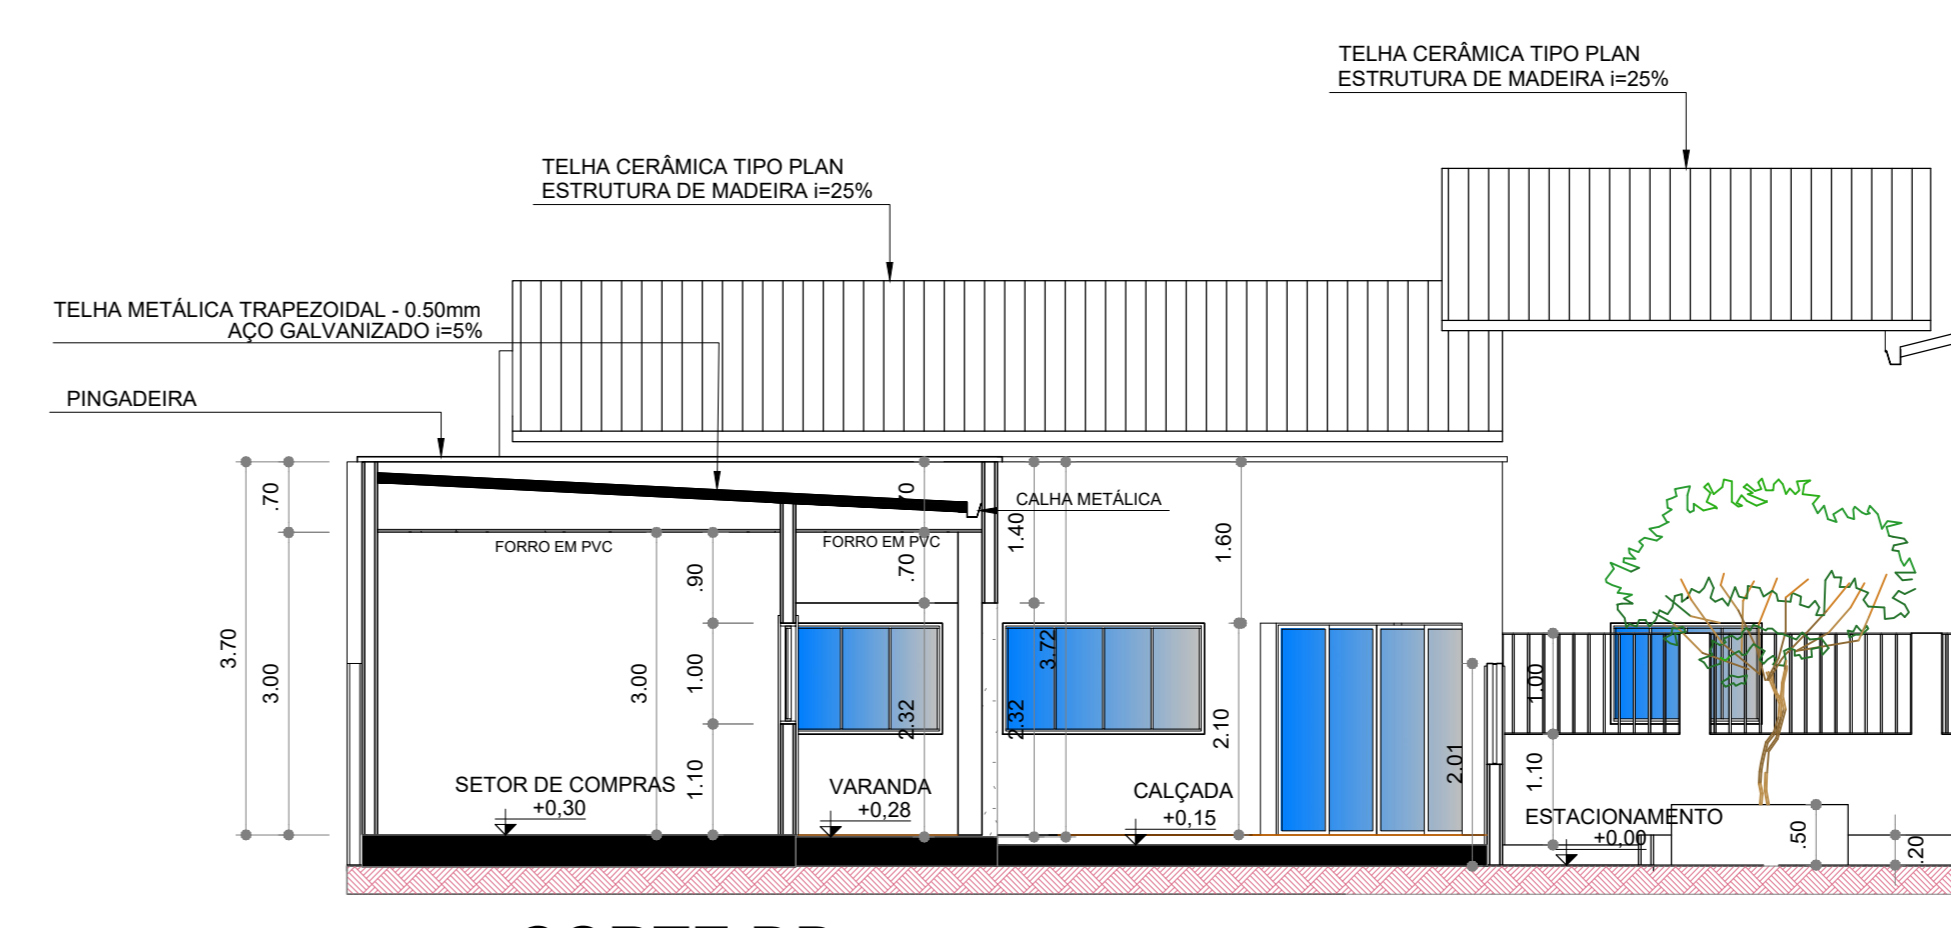 TELHA CERÂMICA TIPO PLAN
ESTRUTURA DE MADEIRA i=25%
TELHA CERÂMICA TIPO PLAN
ESTRUTURA DE MADEIRA i=25%
TELHA METÁLICA TRAPEZOIDAL - 0.50mm
AÇO GALVANIZADO i=5%
PINGADEIRA
.70
CALHA METÁLICA
1.40
1.60
FORRO EM PVC
FORRO EM PVC
.90
.70
3.70
3.00
3.00
1.00
3.72
1.00
2.32
2.32
2.10
2.01
1.10
1.10
SETOR DE COMPRAS
+0,30
VARANDA
+0,28
CALÇADA
+0,15
ESTACIONAMENTO
+0,00
.50
.20